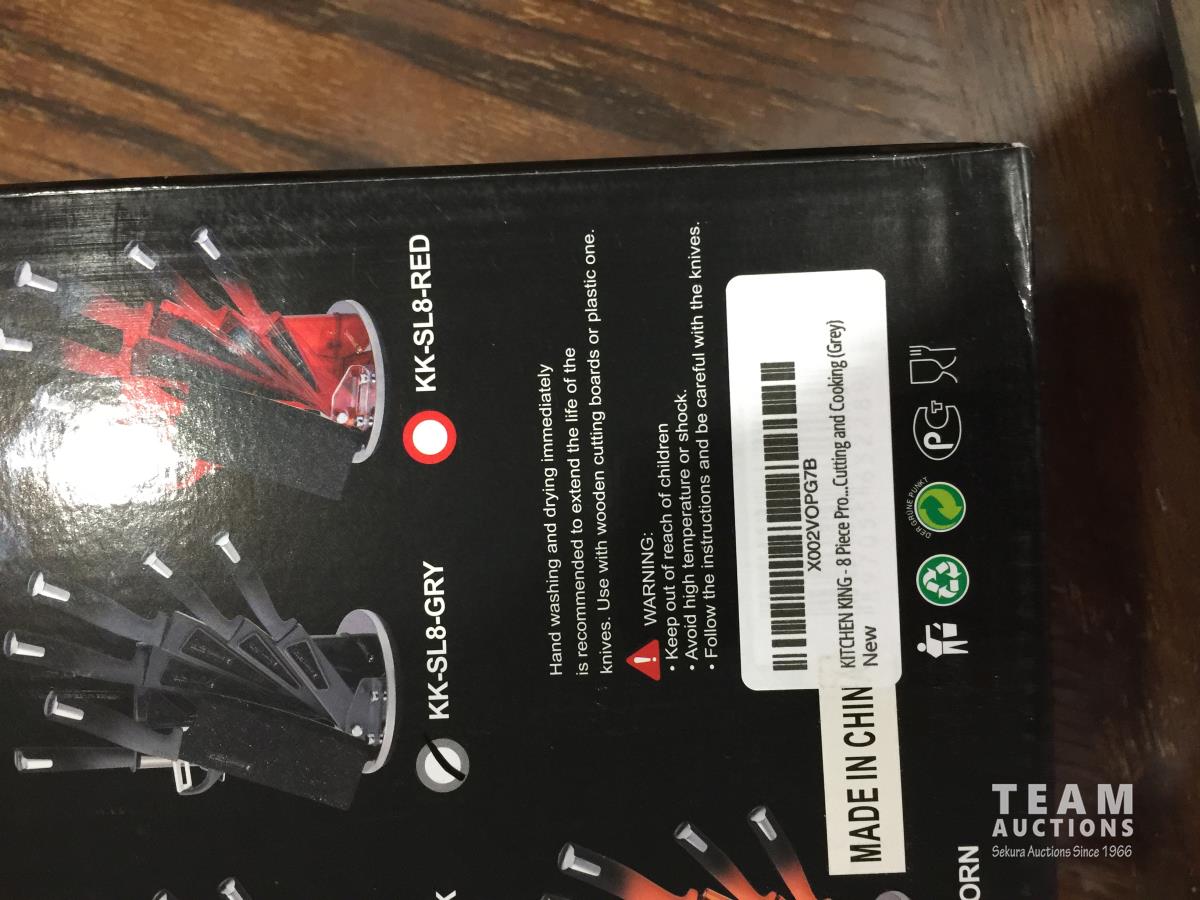 KK-SL8-RED
KK-SL8-GRY
K
ORN
Hand washing and drying immediately
is recommended to extend the life of the
knives. Use with wooden cutting boards or plastic one.
WARNING:
• Keep out of reach of children
• Avoid high temperature or shock.
• Follow the instructions and be careful with the knives.
X002VOPG7B
KITCHEN KING - 8 Piece Pro...Cutting and Cooking (Grey)
New
MADE IN CHIN
DER GRÜNE PUNKT
TEAM
AUCTIONS
Sekura Auctions Since 1966